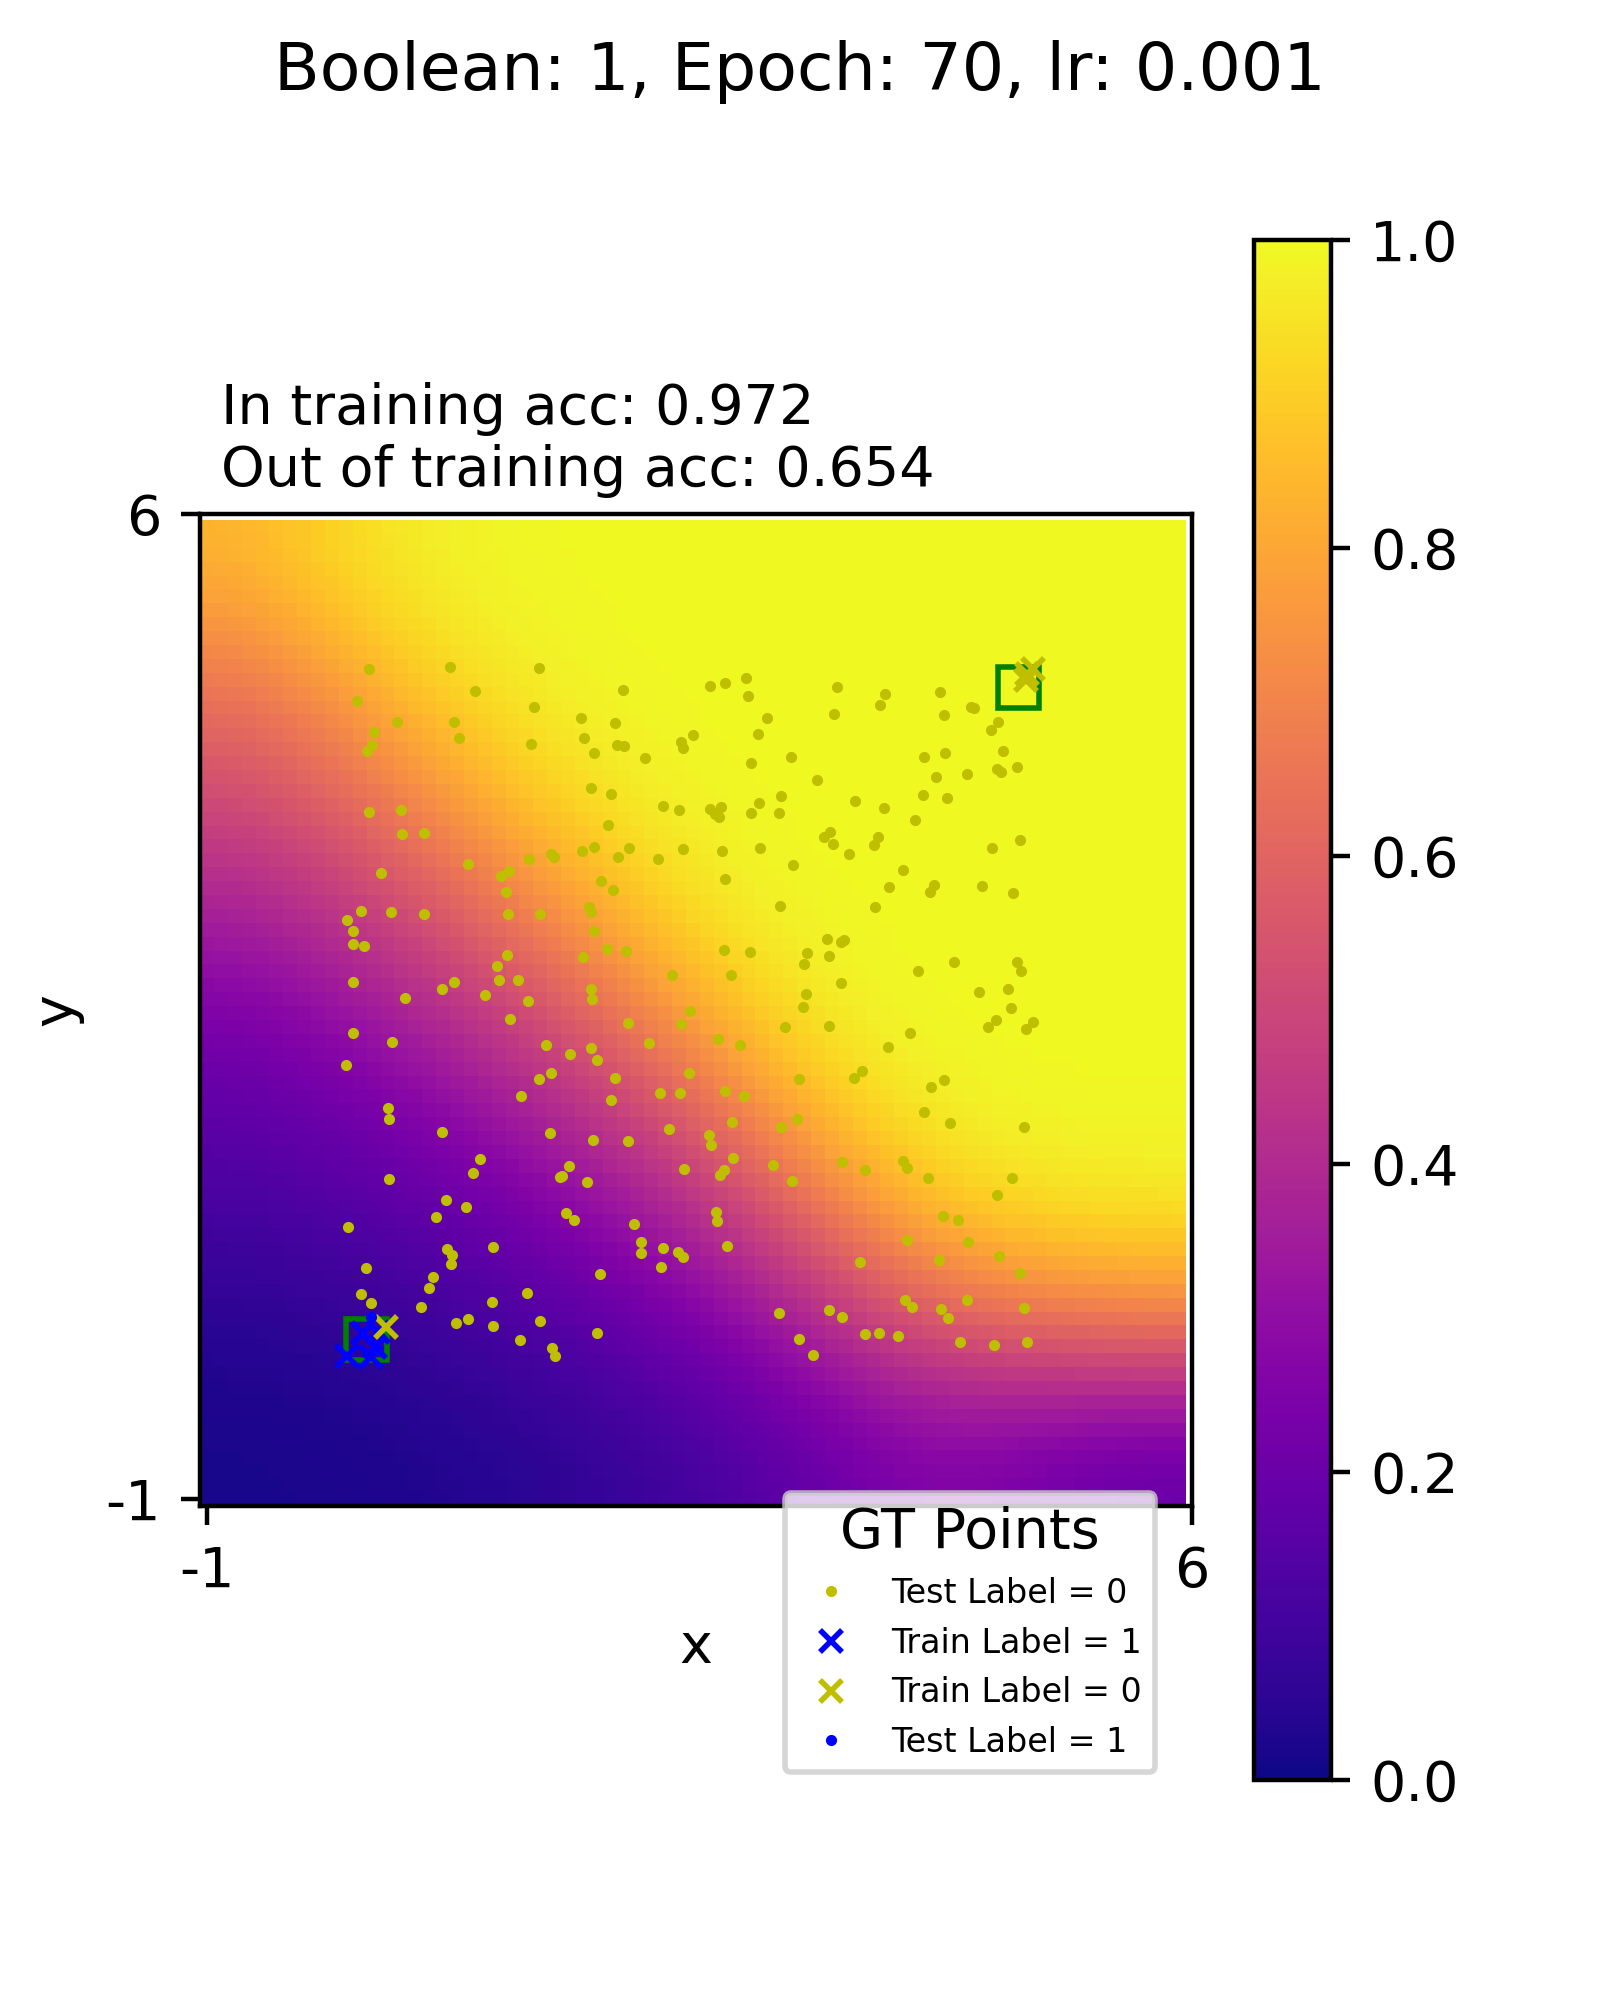 Boolean: 1, Epoch: 70, lr: 0.001
In training acc: 0.972
Out of training acc: 0.654
6
y
-1
-1
6
x
GT Points
Test Label = 0
Train Label = 1
Train Label = 0
Test Label = 1
1.0
0.8
0.6
0.4
0.2
0.0